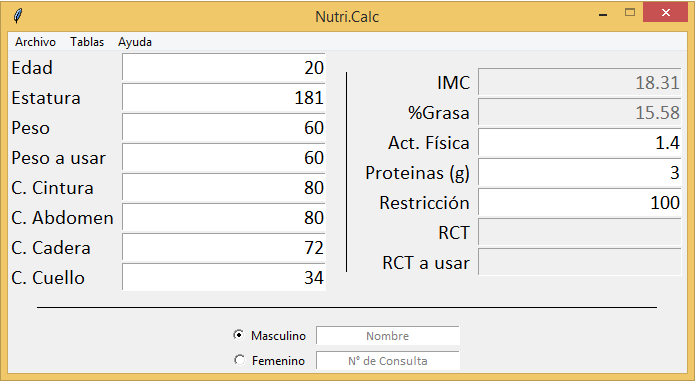 Nutri.Calc
Archivo Tablas Ayuda
Edad 20
Estatura 181
Peso 60
Peso a usar 60
C. Cintura 80
C. Abdomen 80
C. Cadera 72
C. Cuello 34
IMC 18.31
%Grasa 15.58
Act. Física 1.4
Proteinas (g) 3
Restricción 100
RCT
RCT a usar
Masculino Nombre
Femenino N° de Consulta